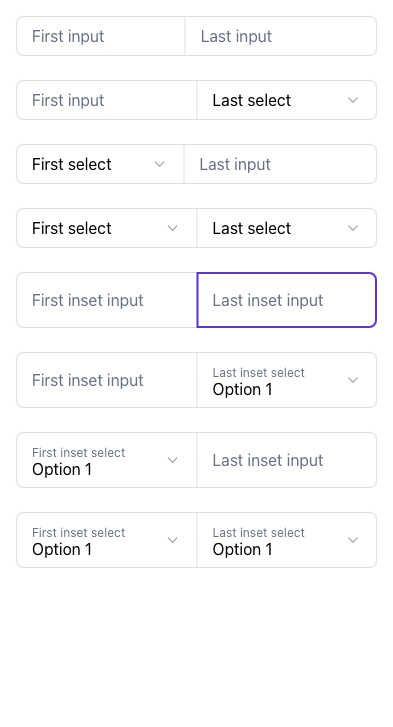 First input Last input
First input Last select
First select Last input
First select Last select
First inset input Last inset input
First inset input Last inset select
Option 1
First inset select
Option 1 Last inset input
First inset select Last inset select
Option 1 Option 1